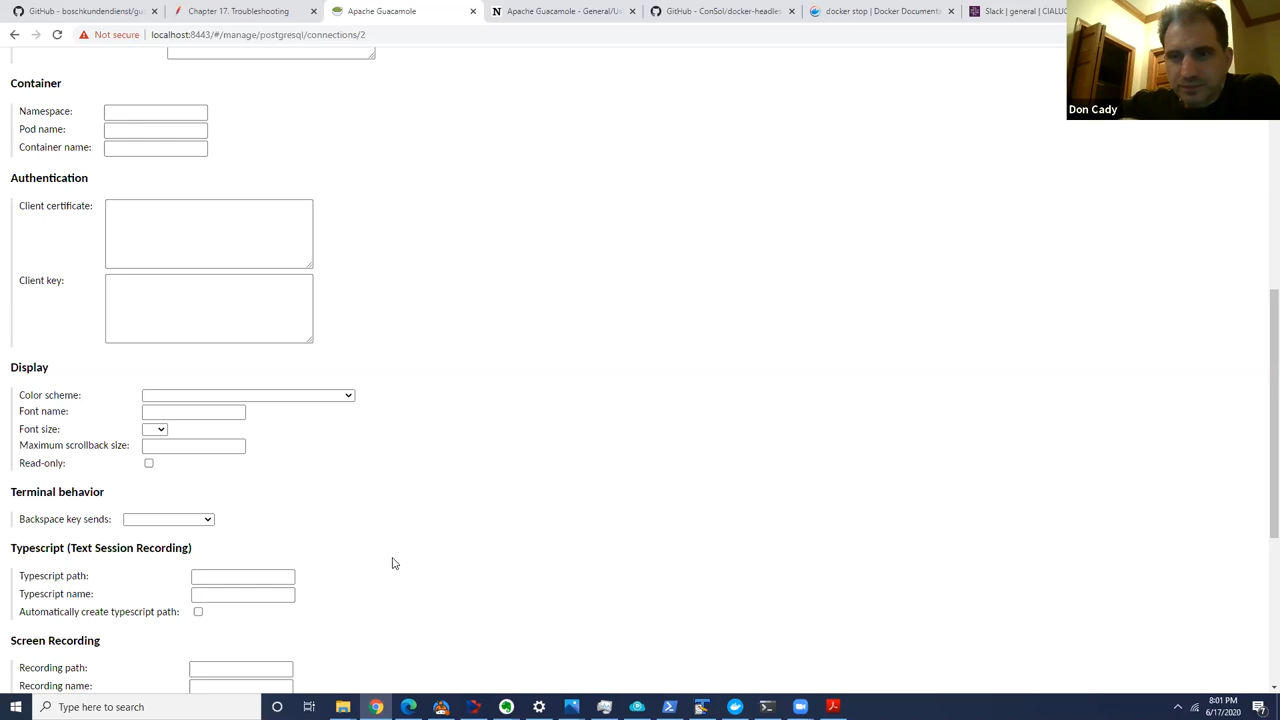 GitHub - boschkundendienst/gua
Chapter 17. Troubleshooting
Apache Guacamole
Apache Guacamole - General/Us
GitHub - ConSol/docker-headles
docker stop | Docker Documenta
Slack | general | CIALUG
Not secure
localhost:8443/#/manage/postgresql/connections/2
Don Cady
Container
Namespace:
Pod name:
Container name:
Authentication
Client certificate:
Client key:
Display
Color scheme:
Font name:
Font size:
Maximum scrollback size:
Read-only:
Terminal behavior
Backspace key sends:
Typescript (Text Session Recording)
Typescript path:
Typescript name:
Automatically create typescript path:
Screen Recording
Recording path:
Recording name:
Type here to search
8:01 PM
6/17/2020